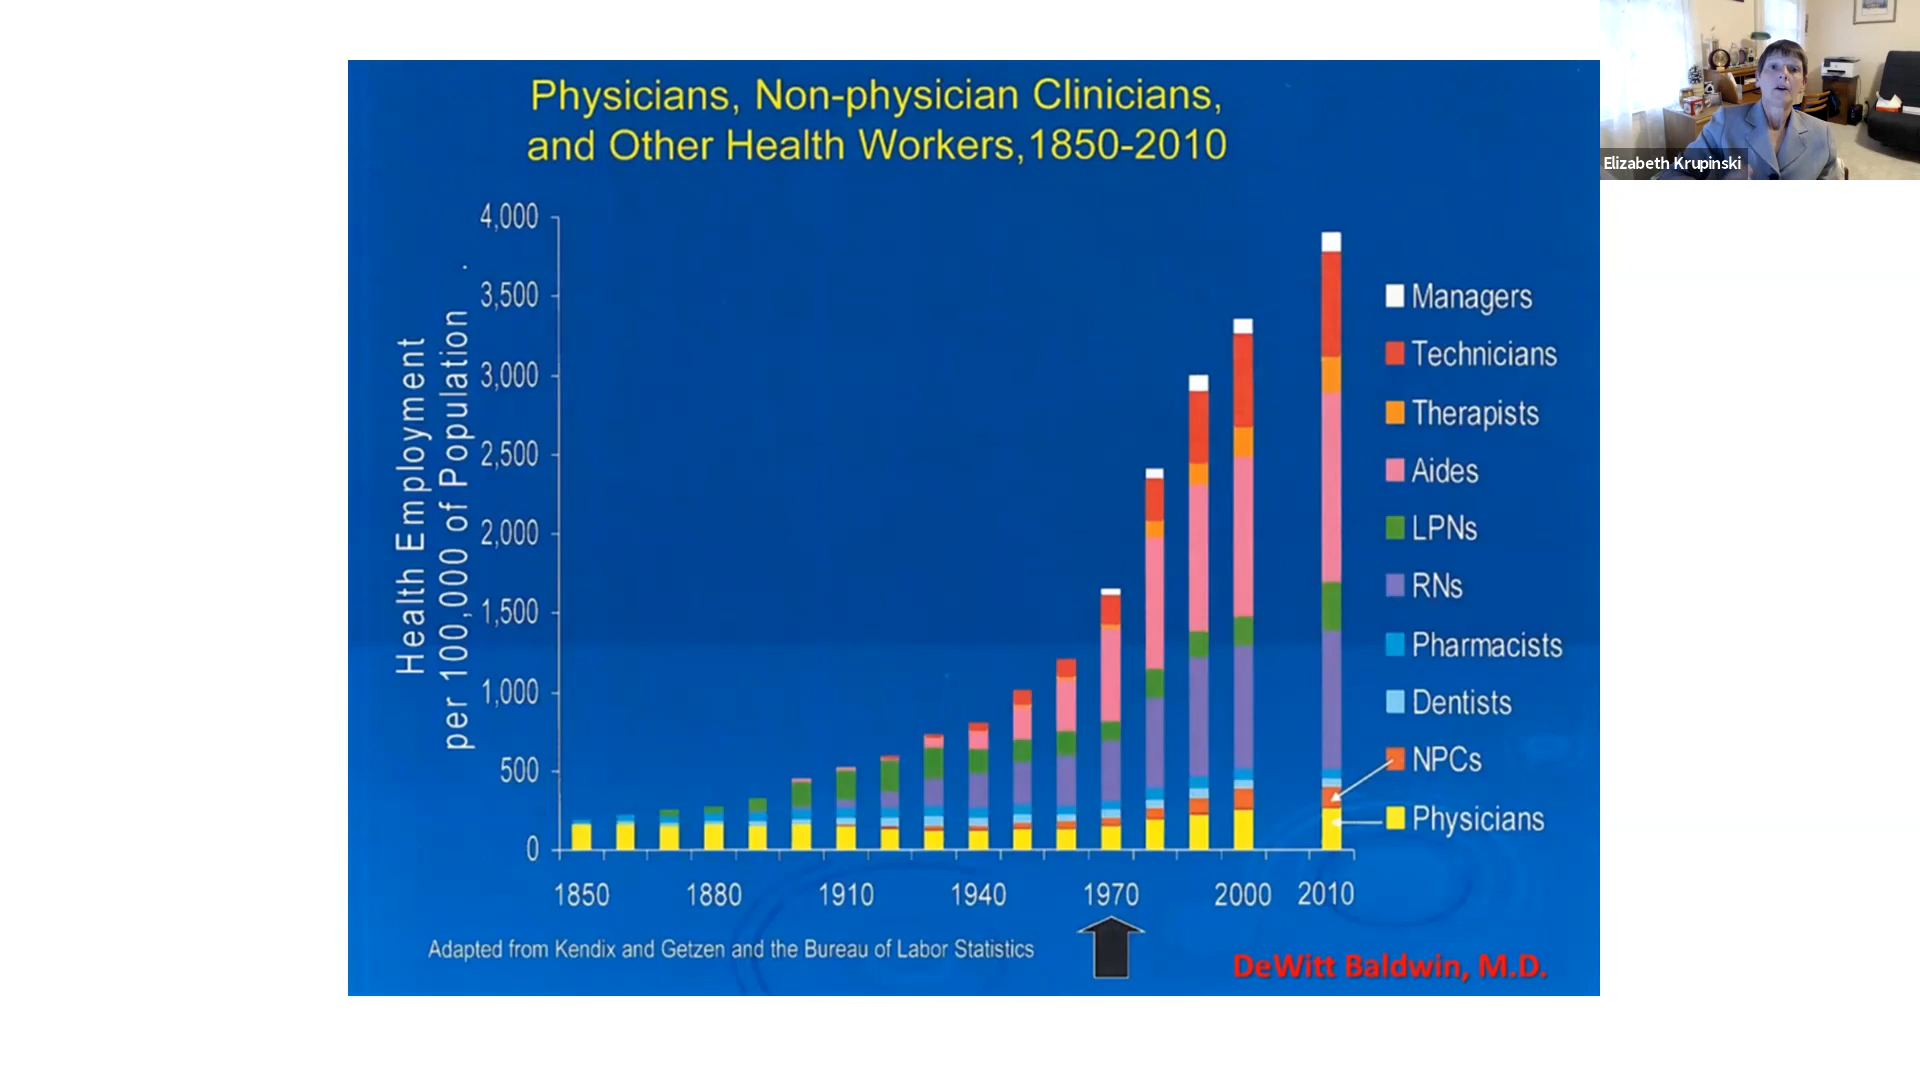 Physicians, Non-physician Clinicians,
and Other Health Workers,1850-2010
Elizabeth Krupinski
Health Employment
per 100,000 of Population
4,000
3,500
3,000
2,500
2,000
1,500
1,000
500
0
1850
1880
1910
1940
1970
2000
2010
Managers
Technicians
Therapists
Aides
LPNs
RNs
Pharmacists
Dentists
NPCs
Physicians
Adapted from Kendix and Getzen and the Bureau of Labor Statistics
DeWitt Baldwin, M.D.